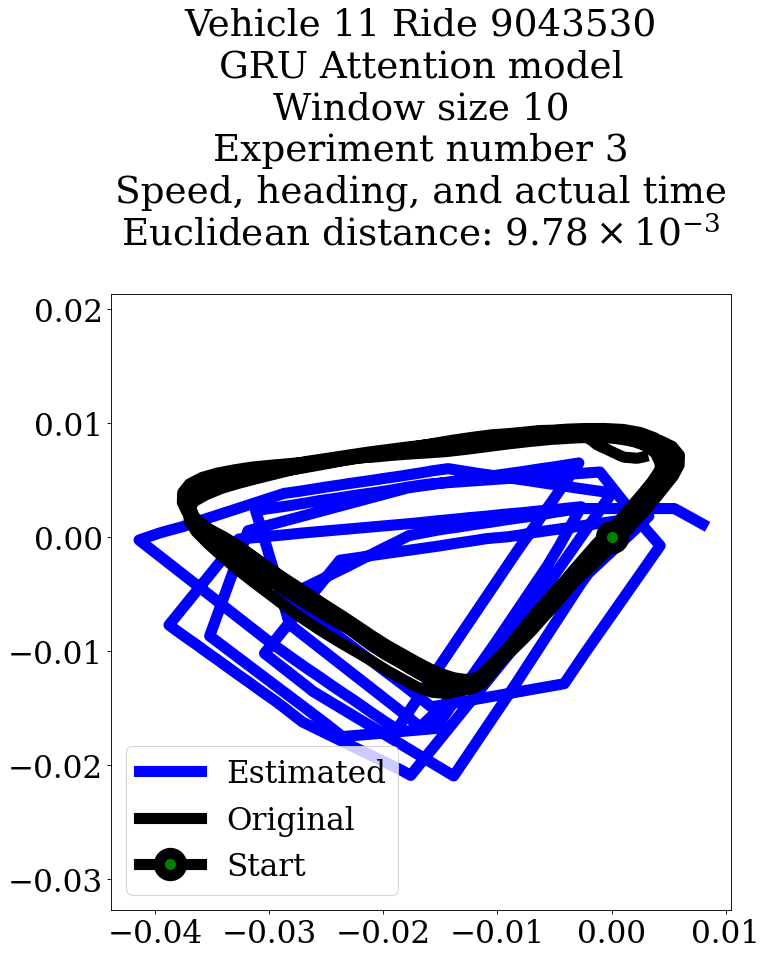 Vehicle 11 Ride 9043530
GRU Attention model
Window size 10
Experiment number 3
Speed, heading, and actual time
Euclidean distance: 9.78 × 10⁻³
0.02
0.01
0.00
−0.01
−0.02
−0.03
Estimated
Original
Start
−0.04 −0.03 −0.02 −0.01 0.00 0.01